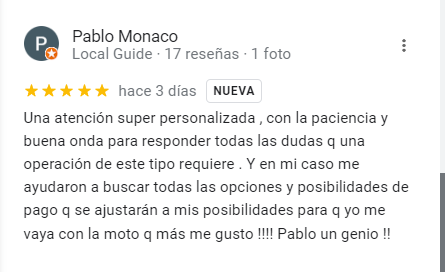 P
Pablo Monaco
Local Guide · 17 reseñas · 1 foto
hace 3 días NUEVA
Una atención super personalizada , con la paciencia y
buena onda para responder todas las dudas q una
operación de este tipo requiere . Y en mi caso me
ayudaron a buscar todas las opciones y posibilidades de
pago q se ajustarán a mis posibilidades para q yo me
vaya con la moto q más me gusto !!!! Pablo un genio !!